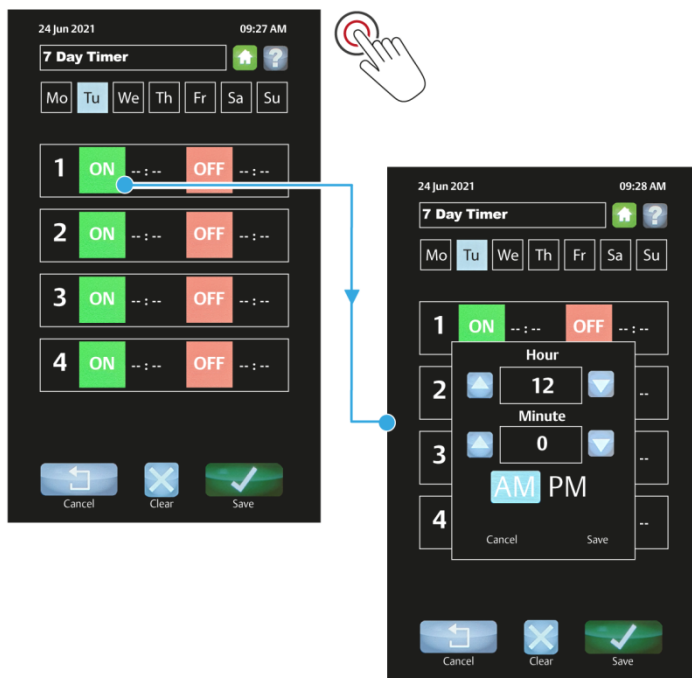 24 Jun 2021 09:27 AM
7 Day Timer ?
Mo Tu We Th Fr Sa Su
1 ON --:-- OFF --:--
2 ON --:-- OFF --:--
3 ON --:-- OFF --:--
4 ON --:-- OFF --:--
Cancel Clear Save
24 Jun 2021 09:28 AM
7 Day Timer ?
Mo Tu We Th Fr Sa Su
1 ON --:-- OFF --:--
Hour
2 12 --
Minute
3 0 --
AM PM
4 --
Cancel Save
Cancel Clear Save